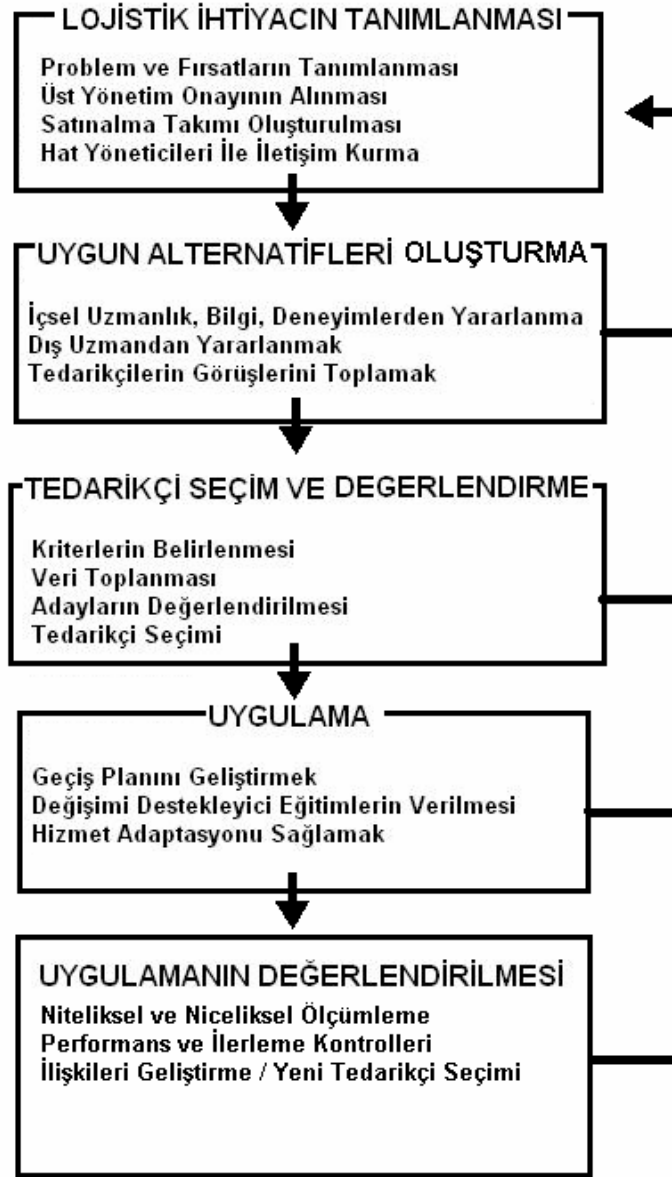 LOJİSTİK İHTİYACIN TANIMLANMASI
Problem ve Fırsatların Tanımlanması
Üst Yönetim Onayının Alınması
Satınalma Takımı Oluşturulması
Hat Yöneticileri İle İletişim Kurma
UYGUN ALTERNATİFLERİ OLUŞTURMA
İçsel Uzmanlık, Bilgi, Deneyimlerden Yararlanma
Dış Uzmandan Yararlanmak
Tedarikçilerin Görüşlerini Toplamak
TEDARİKÇİ SEÇİM VE DEGERLENDİRME
Kriterlerin Belirlenmesi
Veri Toplanması
Adayların Değerlendirilmesi
Tedarikçi Seçimi
UYGULAMA
Geçiş Planını Geliştirmek
Değişimi Destekleyici Eğitimlerin Verilmesi
Hizmet Adaptasyonu Sağlamak
UYGULAMANIN DEĞERLENDİRİLMESİ
Niteliksel ve Niceliksel Ölçümleme
Performans ve İlerleme Kontrolleri
İlişkileri Geliştirme / Yeni Tedarikçi Seçimi